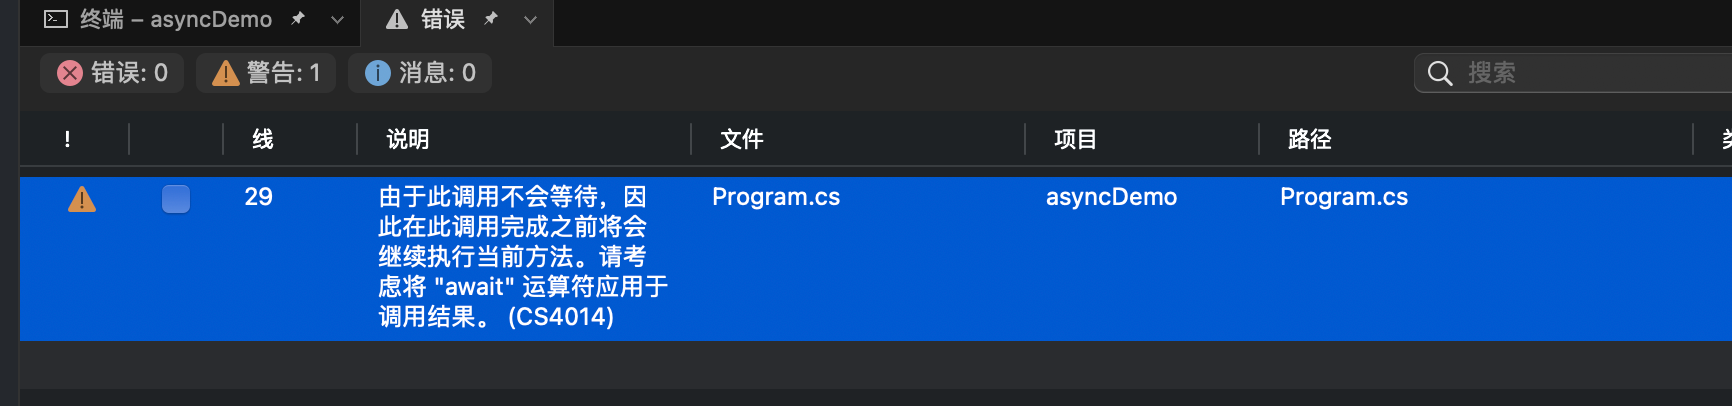 终端 – asyncDemo
错误
错误: 0
警告: 1
消息: 0
搜索
!
线
说明
文件
项目
路径
29
由于此调用不会等待，因
此在此调用完成之前将会
继续执行当前方法。请考
虑将 "await" 运算符应用于
调用结果。 (CS4014)
Program.cs
asyncDemo
Program.cs